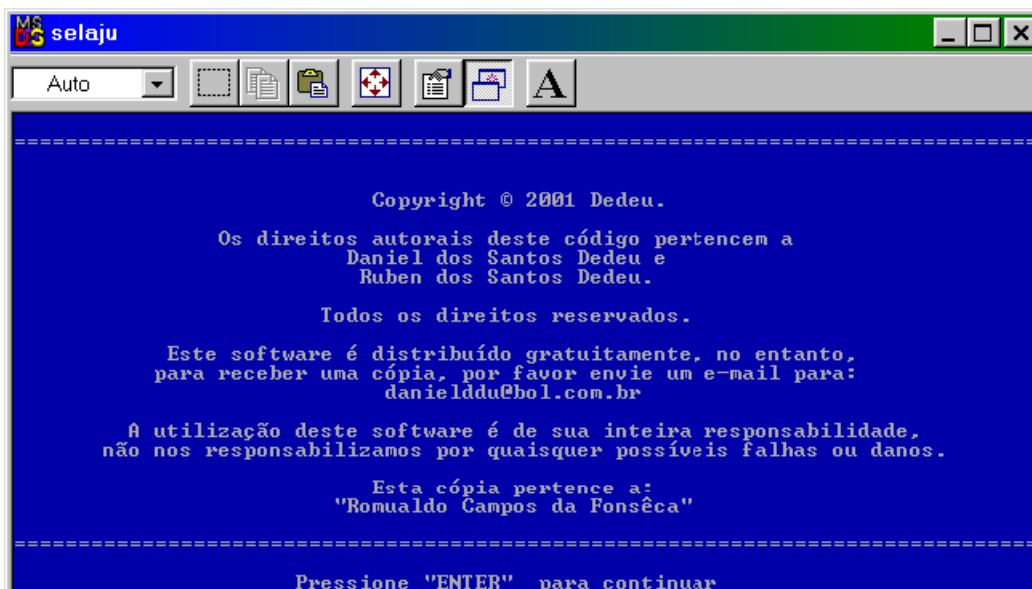 selaju
Auto
A
================================================================================
Copyright © 2001 Dedeu.
Os direitos autorais deste código pertencem a
Daniel dos Santos Dedeu e
Ruben dos Santos Dedeu.
Todos os direitos reservados.
Este software é distribuído gratuitamente, no entanto,
para receber uma cópia, por favor envie um e-mail para:
danielddu@bol.com.br
A utilização deste software é de sua inteira responsabilidade,
não nos responsabilizamos por quaisquer possíveis falhas ou danos.
Esta cópia pertence a:
"Romualdo Campos da Fonsêca"
================================================================================
Pressione "ENTER" para continuar